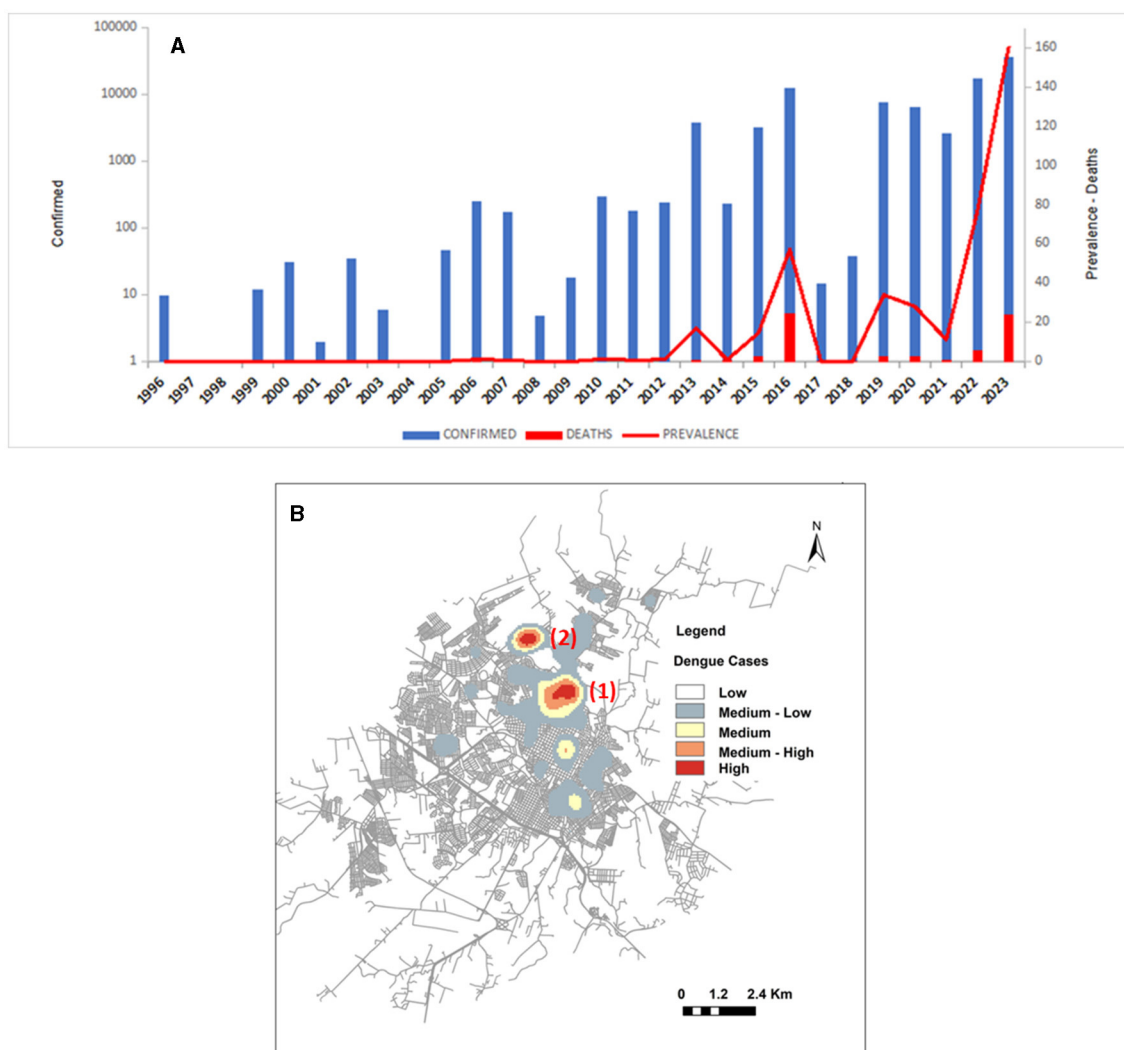 A
100000
10000
1000
100
10
1
Confirmed
160
140
120
100
80
60
40
20
0
Prevalence - Deaths
1996 1997 1998 1999 2000 2001 2002 2003 2004 2005 2006 2007 2008 2009 2010 2011 2012 2013 2014 2015 2016 2017 2018 2019 2020 2021 2022 2023
CONFIRMED DEATHS PREVALENCE
B
N
(2)
(1)
Legend
Dengue Cases
Low
Medium - Low
Medium
Medium - High
High
0 1.2 2.4 Km